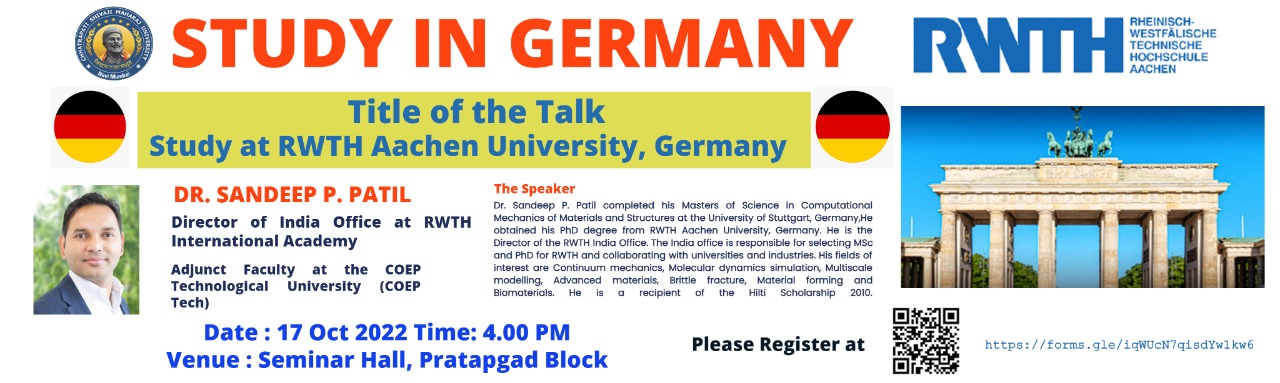 CHHATRAPATI SHIVAJI MAHARAJ UNIVERSITY
Navi Mumbai
STUDY IN GERMANY
RWTH
RHEINISCH-
WESTFÄLISCHE
TECHNISCHE
HOCHSCHULE
AACHEN
Title of the Talk
Study at RWTH Aachen University, Germany
DR. SANDEEP P. PATIL
Director of India Office at RWTH
International Academy
Adjunct Faculty at the COEP
Technological University (COEP
Tech)
The Speaker
Dr. Sandeep P. Patil completed his Masters of Science in Computational
Mechanics of Materials and Structures at the University of Stuttgart, Germany,He
obtained his PhD degree from RWTH Aachen University, Germany. He is the
Director of the RWTH India Office. The India office is responsible for selecting MSc
and PhD for RWTH and collaborating with universities and industries. His fields of
interest are Continuum mechanics, Molecular dynamics simulation, Multiscale
modelling, Advanced materials, Brittle fracture, Material forming and
Biomaterials. He is a recipient of the Hilti Scholarship 2010.
Date : 17 Oct 2022 Time: 4.00 PM
Venue : Seminar Hall, Pratapgad Block
Please Register at
https://forms.gle/iqWUcN7qisdYw1kw6